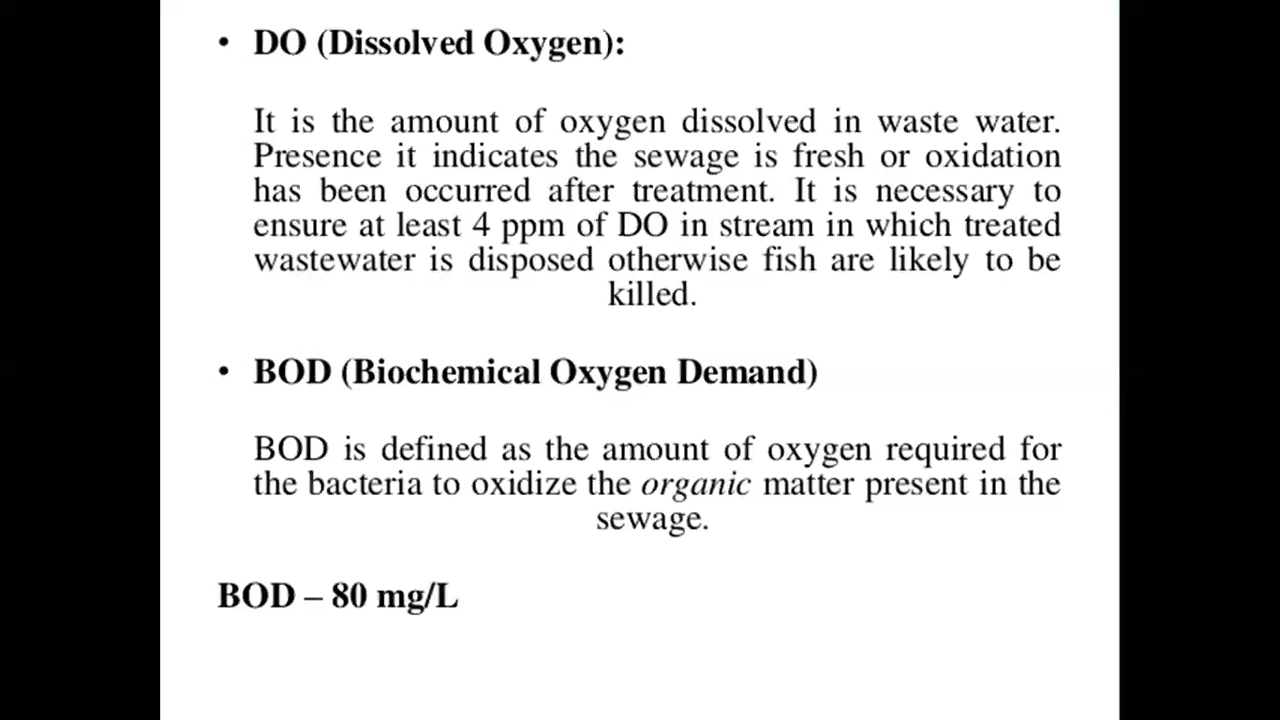 • DO (Dissolved Oxygen):
It is the amount of oxygen dissolved in waste water.
Presence it indicates the sewage is fresh or oxidation
has been occurred after treatment. It is necessary to
ensure at least 4 ppm of DO in stream in which treated
wastewater is disposed otherwise fish are likely to be
killed.
• BOD (Biochemical Oxygen Demand)
BOD is defined as the amount of oxygen required for
the bacteria to oxidize the organic matter present in the
sewage.
BOD – 80 mg/L